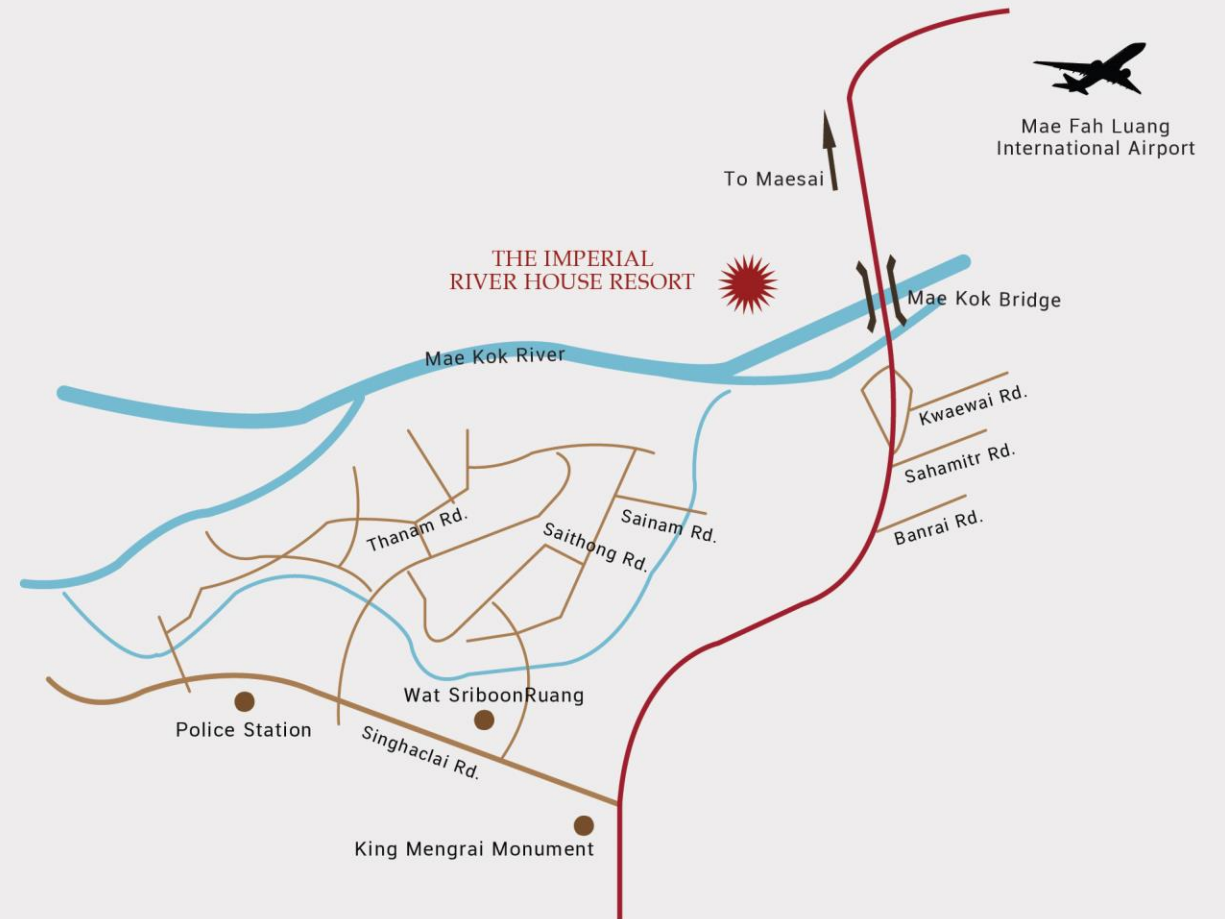 Mae Fah Luang
International Airport
To Maesai
THE IMPERIAL
RIVER HOUSE RESORT
Mae Kok Bridge
Mae Kok River
Kwaewai Rd.
Sahamitr Rd.
Banrai Rd.
Thanam Rd.
Sainam Rd.
Saithong Rd.
Wat SriboonRuang
Police Station
Singhaclai Rd.
King Mengrai Monument